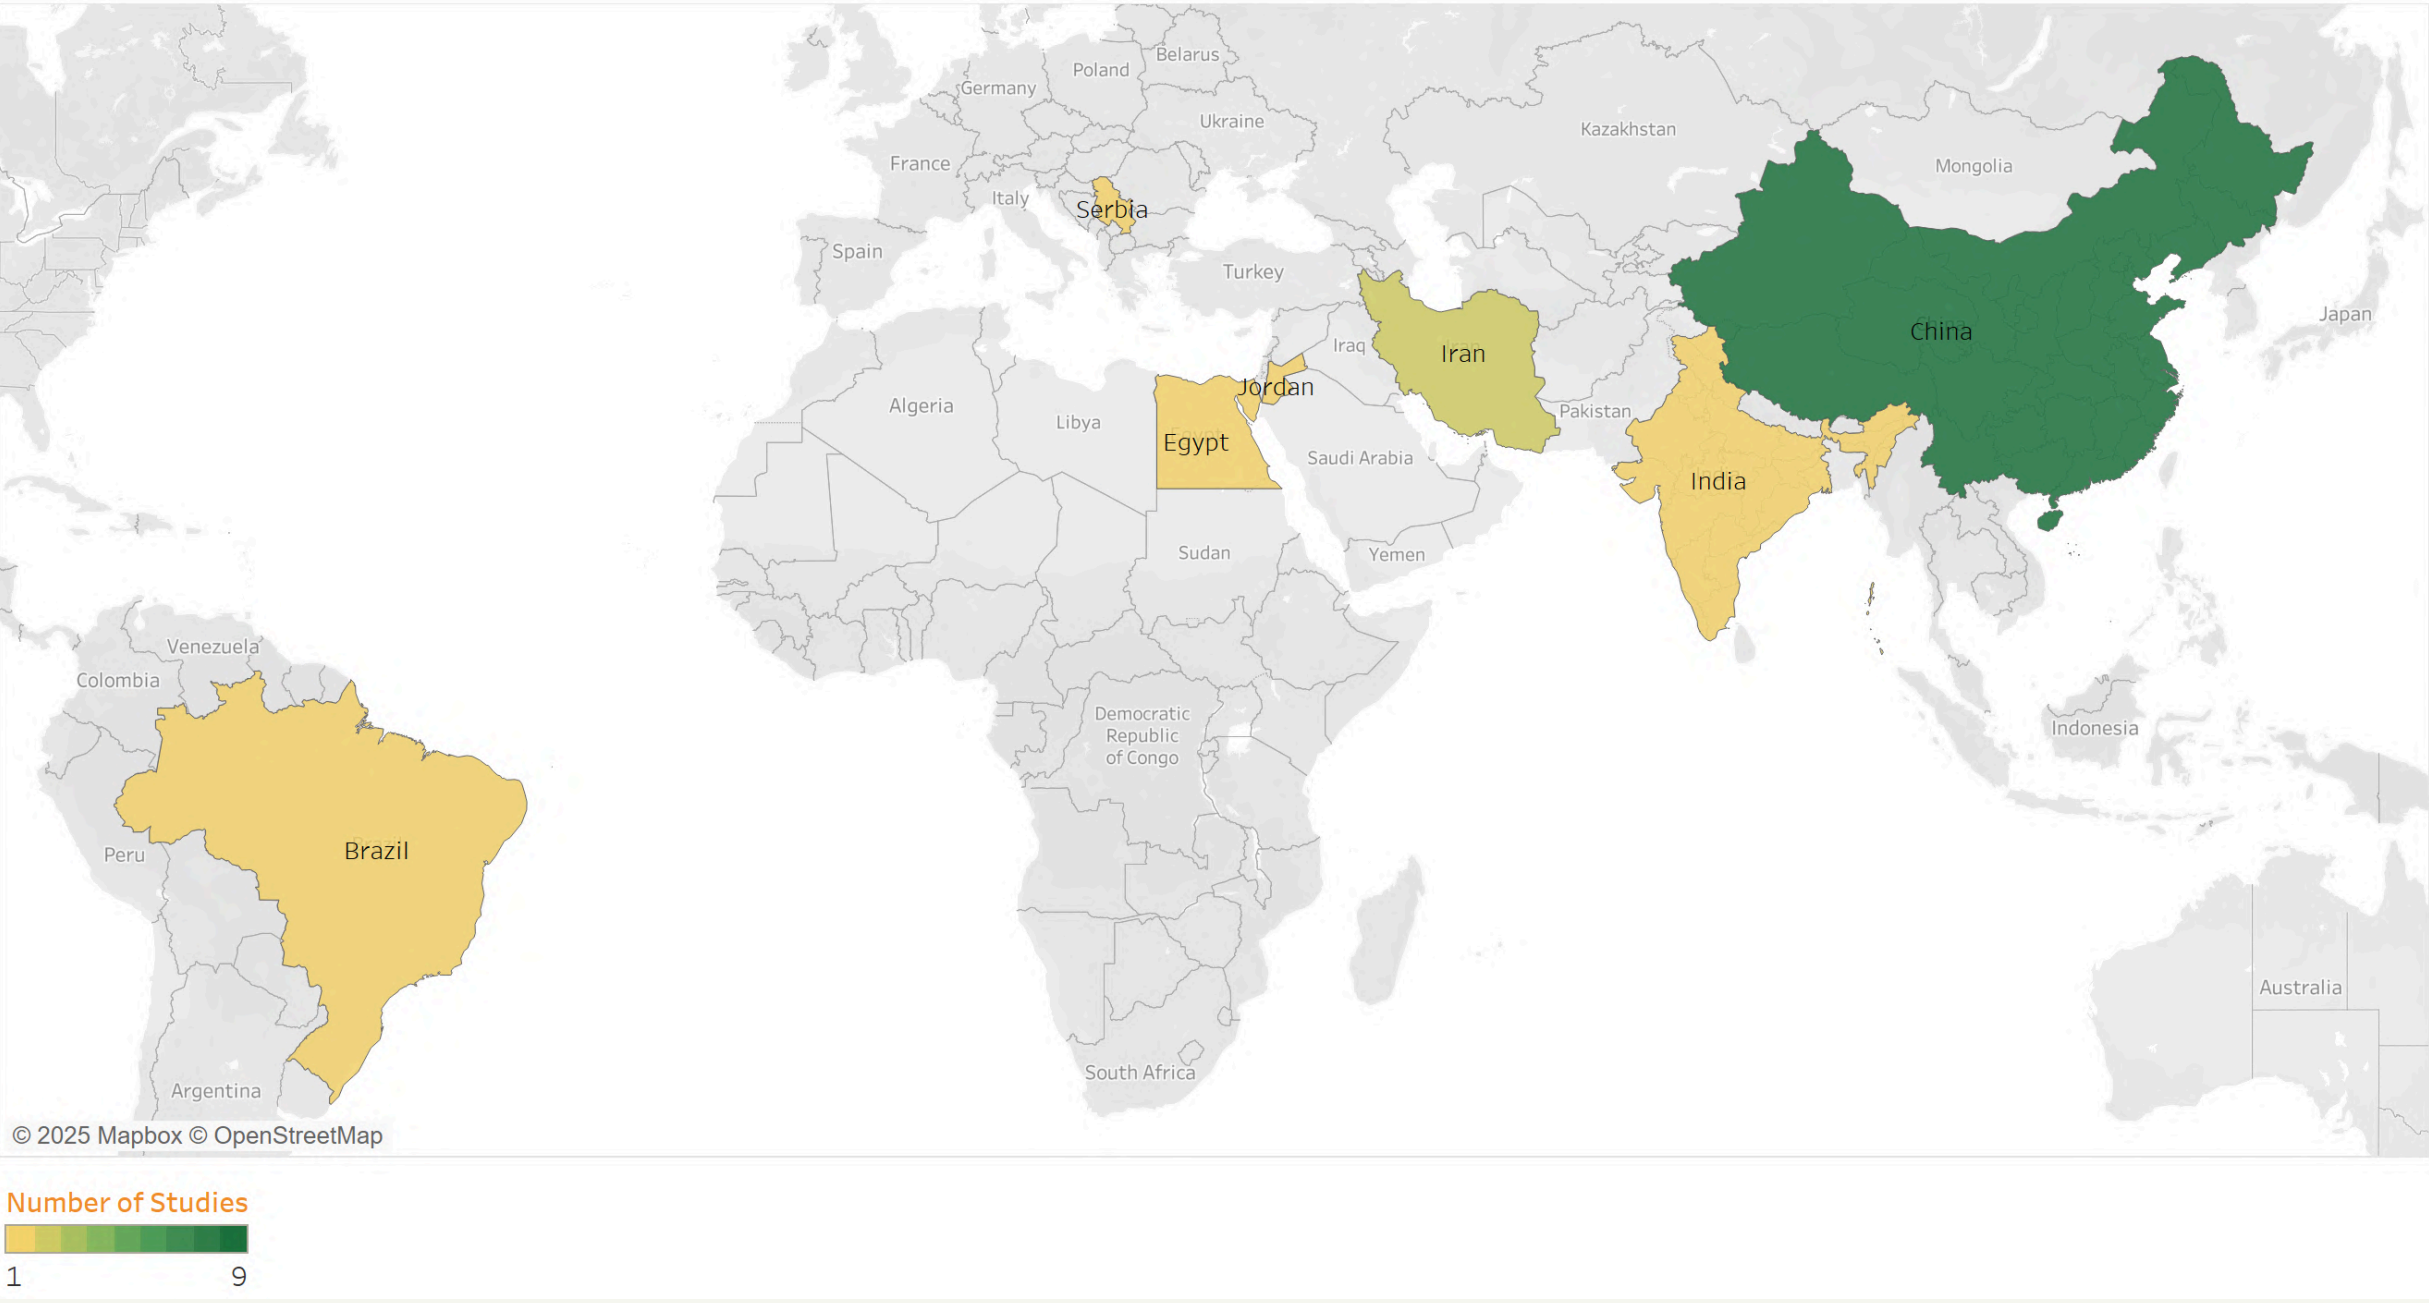 Belarus
Poland
Germany
Ukraine
Kazakhstan
France
Mongolia
Italy
Serbia
Spain
Turkey
Japan
China
Iraq
Iran
Jordan
Algeria
Pakistan
Libya
Egypt
Saudi Arabia
India
Sudan
Yemen
Venezuela
Colombia
Democratic
Republic
of Congo
Indonesia
Brazil
Peru
Australia
South Africa
Argentina
© 2025 Mapbox © OpenStreetMap
Number of Studies
1 9